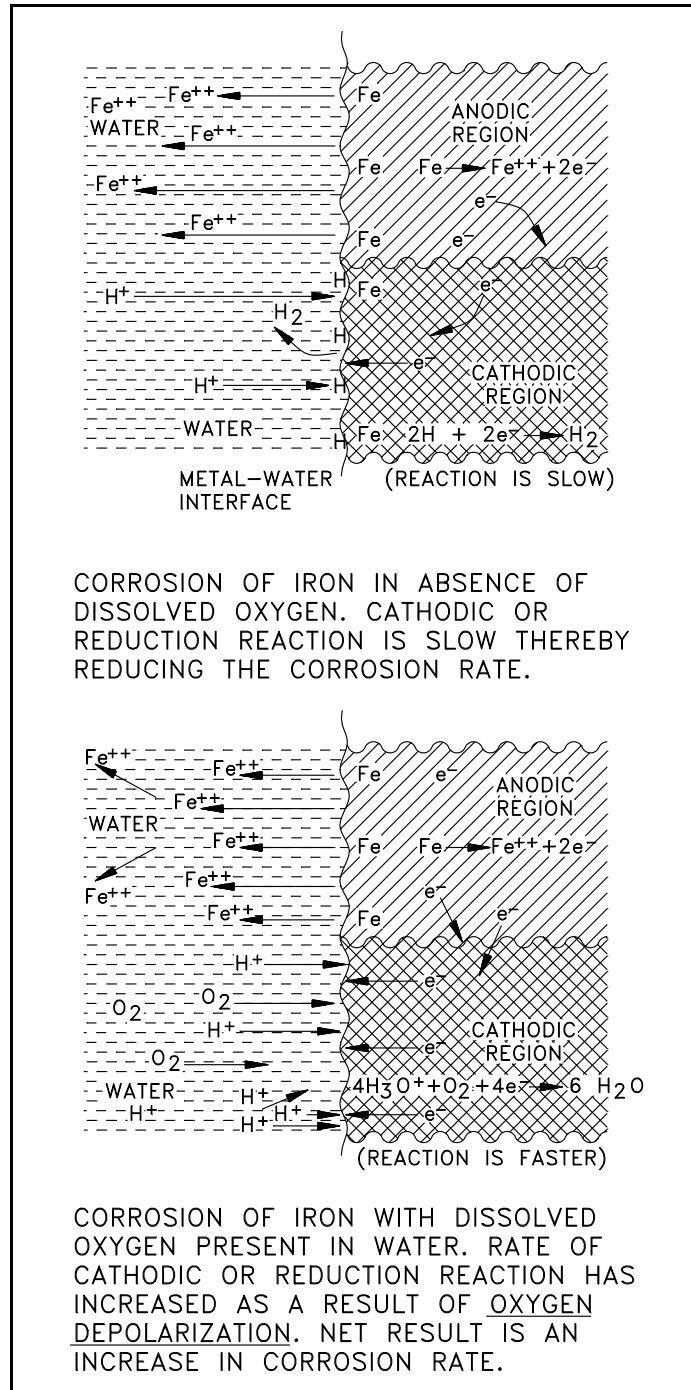 Fe++ Fe++ Fe
WATER Fe++ ANODIC
REGION
Fe++ Fe Fe Fe++ +2e-
e-
Fe++ Fe e-
H+ H Fe e-
H2 H
e- CATHODIC
H+ H REGION
WATER H Fe 2H + 2e- H2
METAL-WATER (REACTION IS SLOW)
INTERFACE
CORROSION OF IRON IN ABSENCE OF
DISSOLVED OXYGEN. CATHODIC OR
REDUCTION REACTION IS SLOW THEREBY
REDUCING THE CORROSION RATE.
Fe++ Fe++ Fe e- ANODIC
Fe++ REGION
WATER Fe++ Fe Fe Fe++ +2e-
Fe++ Fe++ e-
Fe++ Fe e-
H+ e-
O2 O2
H+ e- CATHODIC
O2 REGION
WATER H+ 4H3O+ +O2+4e- 6 H2O
H+ H+ e-
H+
(REACTION IS FASTER)
CORROSION OF IRON WITH DISSOLVED
OXYGEN PRESENT IN WATER. RATE OF
CATHODIC OR REDUCTION REACTION HAS
INCREASED AS A RESULT OF OXYGEN
DEPOLARIZATION. NET RESULT IS AN
INCREASE IN CORROSION RATE.